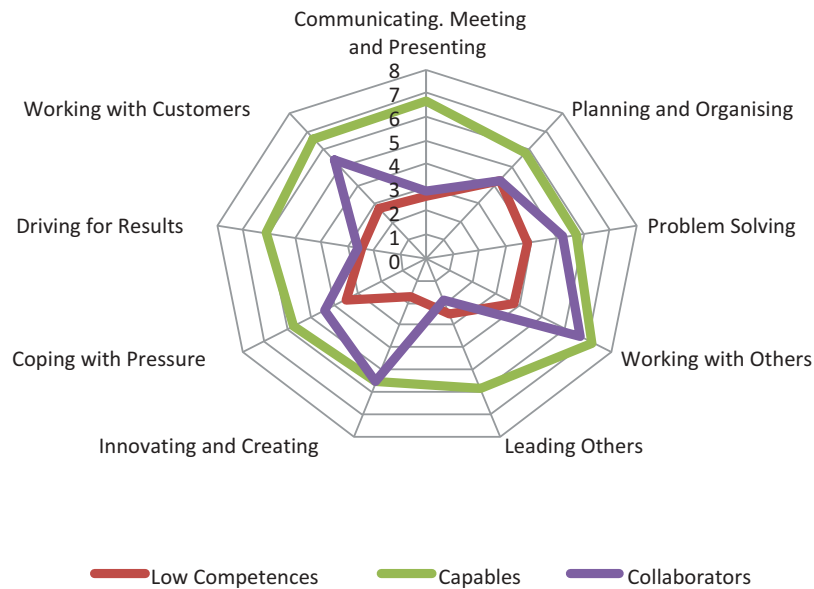 Communicating. Meeting
and Presenting
8
7
6
5
4
3
2
1
0
Working with Customers
Planning and Organising
Driving for Results
Problem Solving
Coping with Pressure
Working with Others
Innovating and Creating
Leading Others
Low Competences
Capables
Collaborators